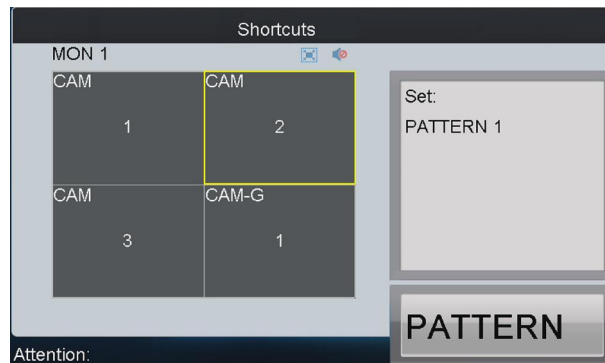 Shortcuts
MON 1
CAM
1
CAM
2
CAM
3
CAM-G
1
Set:
PATTERN 1
PATTERN
Attention: